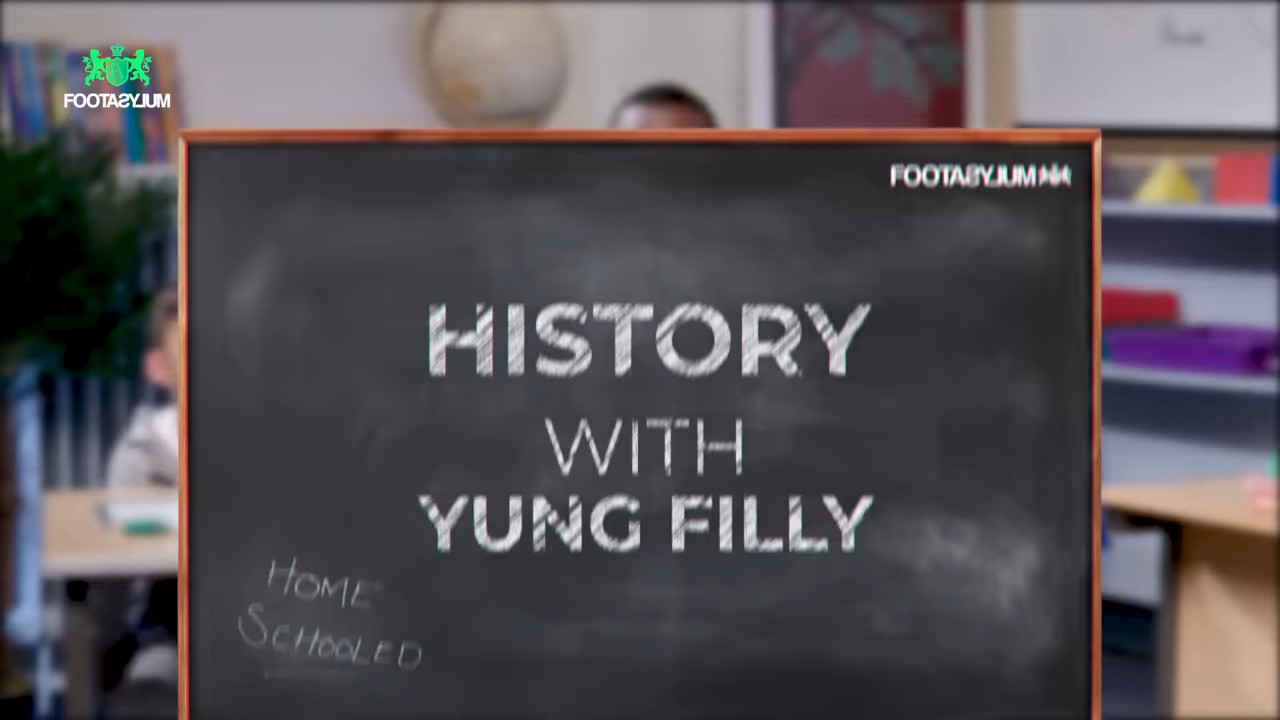 FOOTASYLUM
FOOTASYLUM
HISTORY
WITH
YUNG FILLY
HOME
SCHOOLED